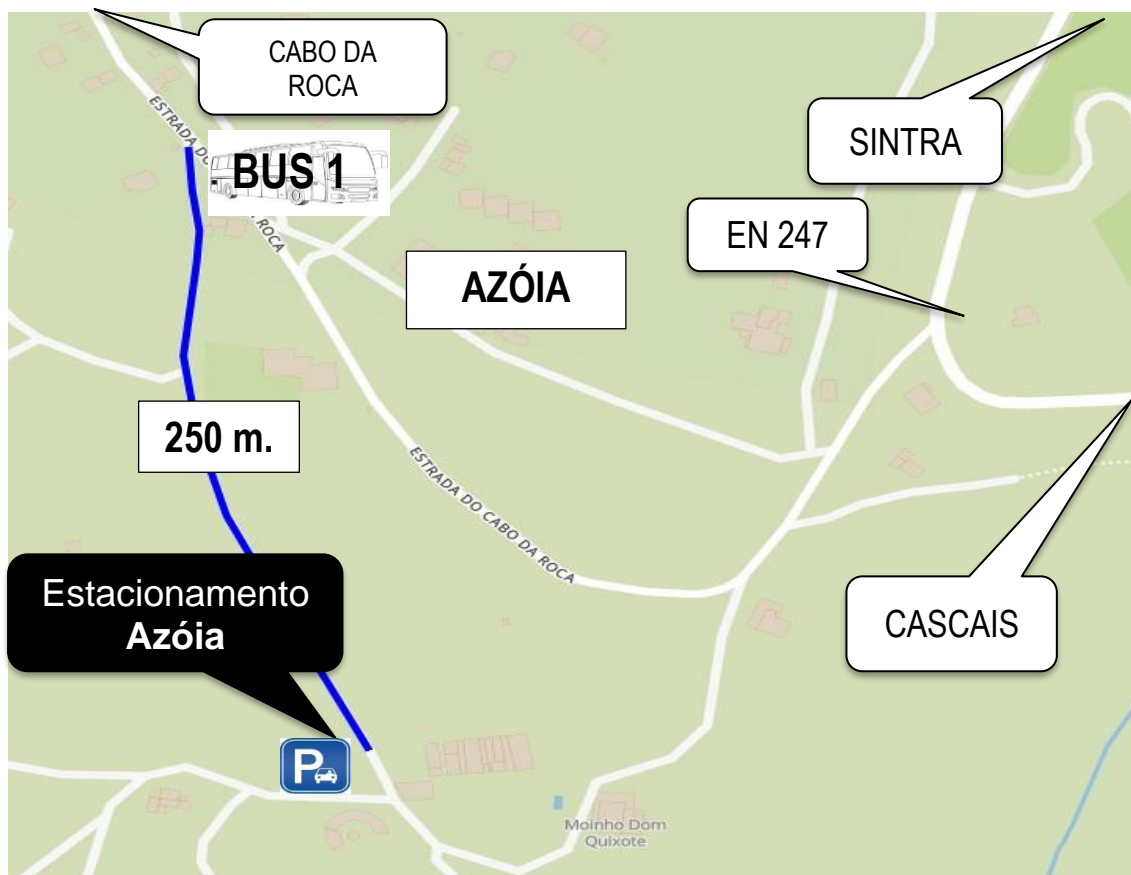 CABO DA
ROCA
SINTRA
ESTRADA DO
BUS 1
ROCA
EN 247
AZÓIA
250 m.
ESTRADA DO CABO DA ROCA
Estacionamento
Azóia
CASCAIS
P
Moinho Dom
Quixote